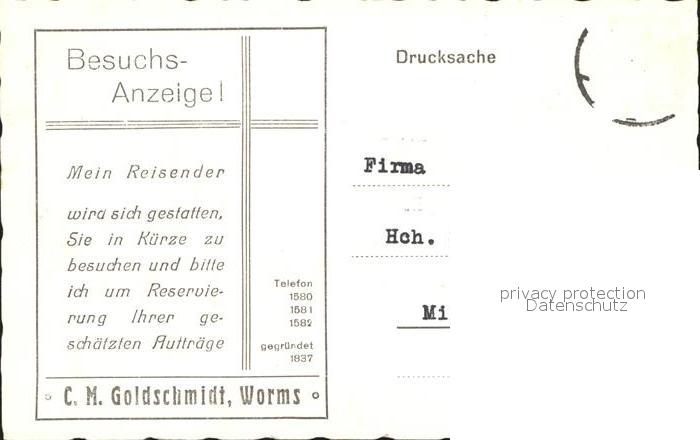 Besuchs-
Anzeige!
Mein Reisender
wird sich gestatten,
Sie in Kürze zu
besuchen und bitte
ich um Reservie-
rung Ihrer ge-
schätzten Aufträge
Telefon
1580
1581
1582
gegründet
1837
C. M. Goldschmidt, Worms
Drucksache
Firma
Hch.
Mi
privacy protection
Datenschutz